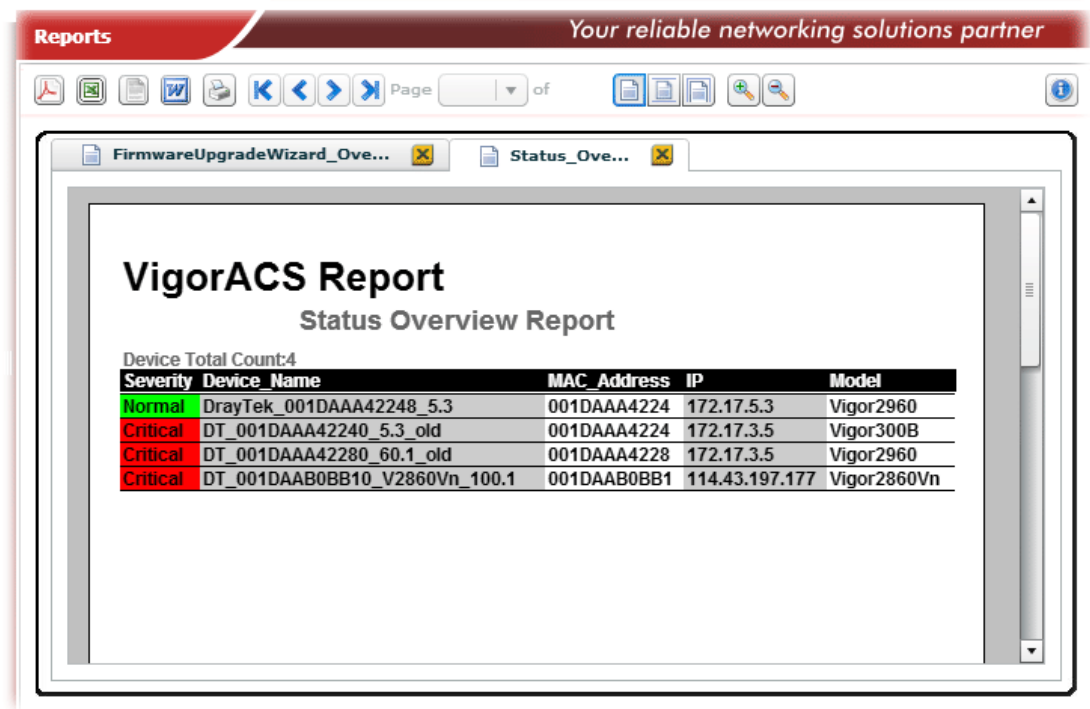 Reports
Your reliable networking solutions partner
Page of
FirmwareUpgradeWizard_Ove... Status_Ove...
VigorACS Report
Status Overview Report
Device Total Count:4
Severity Device_Name MAC_Address IP Model
Normal DrayTek_001DAAA42248_5.3 001DAAA4224 172.17.5.3 Vigor2960
Critical DT_001DAAA42240_5.3_old 001DAAA4224 172.17.3.5 Vigor300B
Critical DT_001DAAA42280_60.1_old 001DAAA4228 172.17.3.5 Vigor2960
Critical DT_001DAAB0BB10_V2860Vn_100.1 001DAAB0BB1 114.43.197.177 Vigor2860Vn